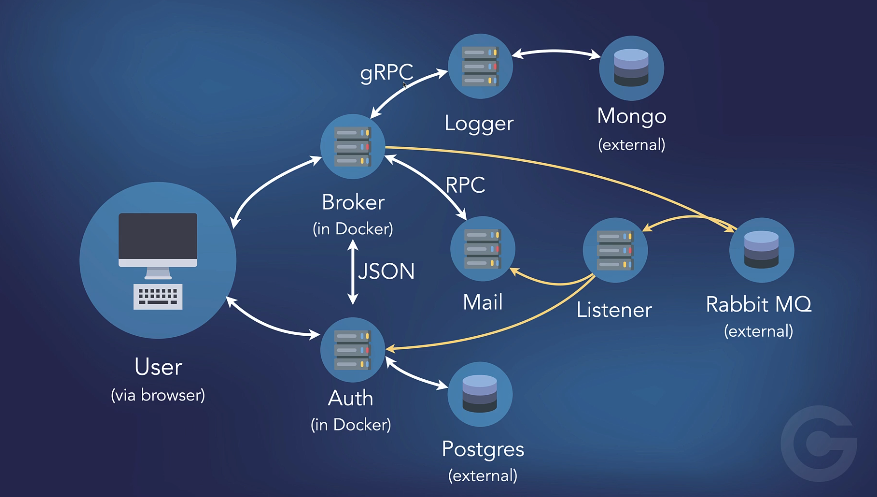 gRPC
Logger
Mongo
(external)
Broker
(in Docker)
RPC
JSON
Mail
Listener
Rabbit MQ
(external)
User
(via browser)
Auth
(in Docker)
Postgres
(external)